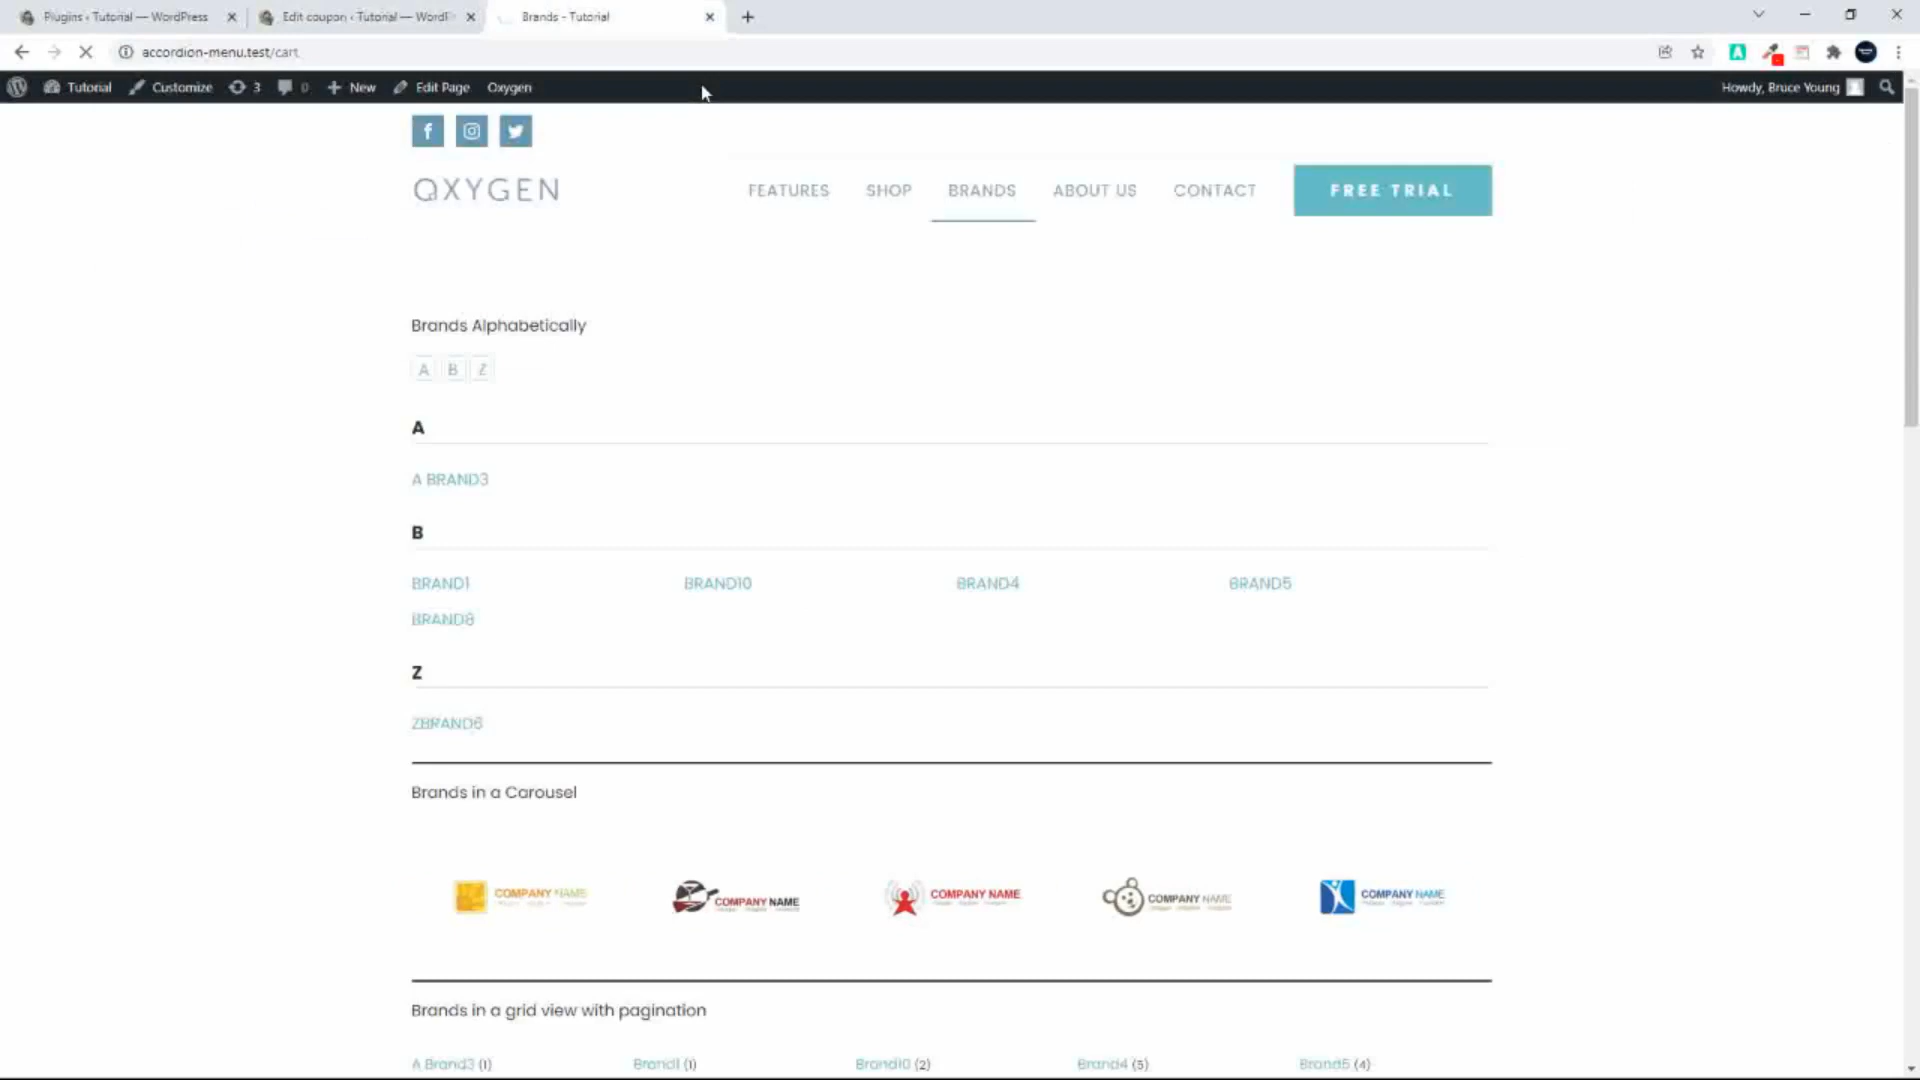 Plugins ‹ Tutorial — WordPress
Edit coupon ‹ Tutorial — WordP
Brands - Tutorial
accordion-menu.test/cart
Tutorial Customize 3 0 New Edit Page Oxygen Howdy, Bruce Young
OXYGEN
FEATURES SHOP BRANDS ABOUT US CONTACT FREE TRIAL
Brands Alphabetically
A B Z
A
A BRAND3
B
BRAND1 BRAND10 BRAND4 BRAND5
BRAND8
Z
ZBRAND6
Brands in a Carousel
COMPANY NAME COMPANY NAME COMPANY NAME COMPANY NAME COMPANY NAME
Brands in a grid view with pagination
A Brand3 (1) Brand1 (1) Brand10 (2) Brand4 (5) Brand5 (4)